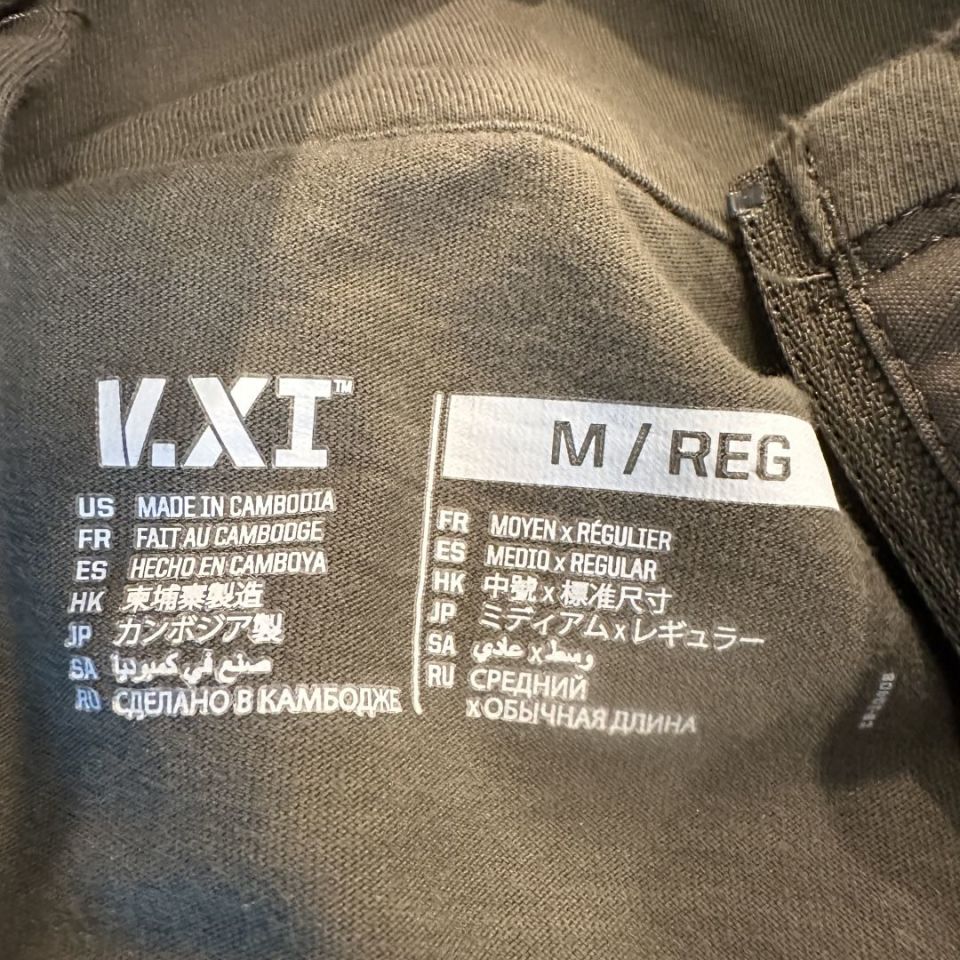 V.XI™
US MADE IN CAMBODIA
FR FAIT AU CAMBODGE
ES HECHO EN CAMBOYA
HK 柬埔寨製造
JP カンボジア製
SA صنع في كمبوديا
RU СДЕЛАНО В КАМБОДЖЕ
M / REG
FR MOYEN x RÉGULIER
ES MEDIO x REGULAR
HK 中號 x 標准尺寸
JP ミディアム x レギュラー
SA وسط x عادي
RU СРЕДНИЙ
x ОБЫЧНАЯ ДЛИНА